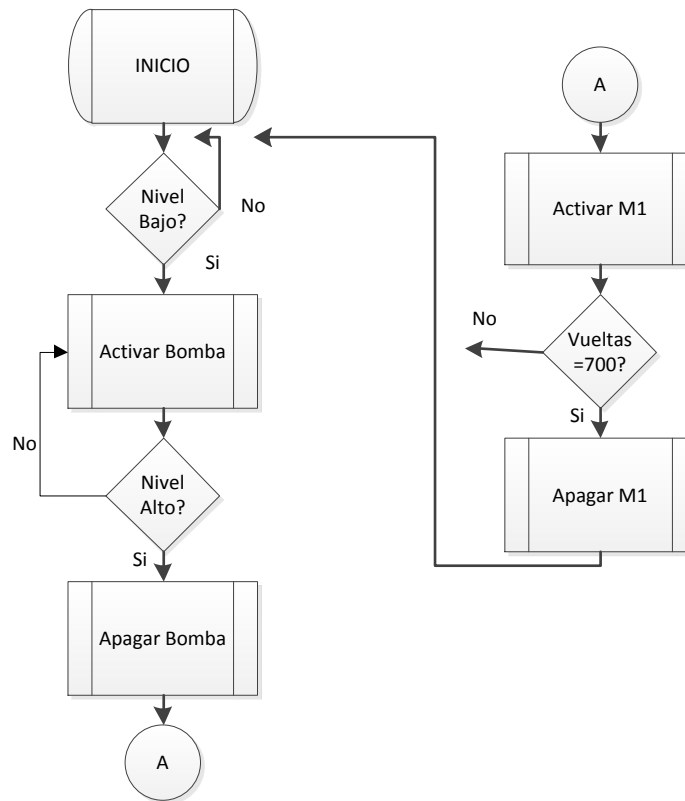 INICIO
Nivel
Bajo?
No
Si
Activar Bomba
No
Nivel
Alto?
Si
Apagar Bomba
A
A
Activar M1
No
Vueltas
=700?
Si
Apagar M1